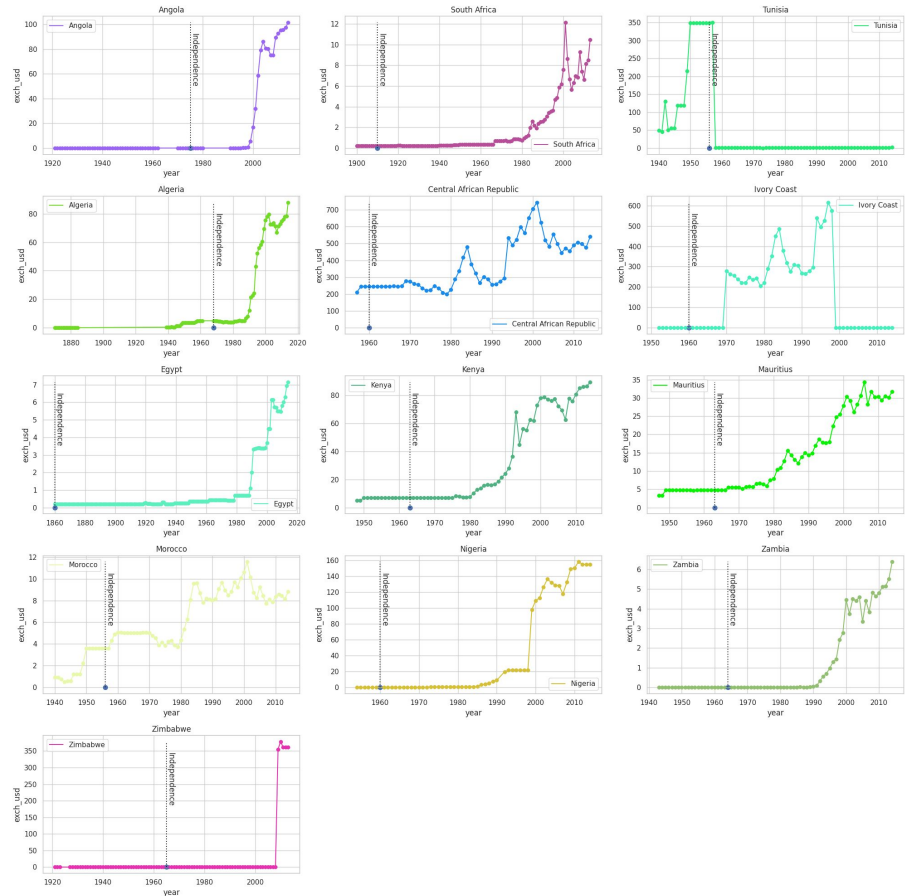 Angola
South Africa
Tunisia
exch_usd
100
80
60
40
20
0
Angola
Independence
1920 1940 1960 1980 2000
year
exch_usd
12
10
8
6
4
2
0
Independence
South Africa
1900 1920 1940 1960 1980 2000
year
exch_usd
350
300
250
200
150
100
50
0
Tunisia
Independence
1940 1950 1960 1970 1980 1990 2000 2010
year
Algeria
Central African Republic
Ivory Coast
exch_usd
80
60
40
20
0
Algeria
Independence
1880 1900 1920 1940 1960 1980 2000
year
exch_usd
700
600
500
400
300
200
100
0
Independence
Central African Republic
1960 1970 1980 1990 2000 2010
year
exch_usd
600
500
400
300
200
100
0
Ivory Coast
Independence
1950 1960 1970 1980 1990 2000 2010
year
Egypt
Kenya
Mauritius
exch_usd
7
6
5
4
3
2
1
0
Independence
Egypt
1860 1880 1900 1920 1940 1960 1980 2000
year
exch_usd
80
60
40
20
0
Kenya
Independence
1950 1960 1970 1980 1990 2000 2010
year
exch_usd
35
30
25
20
15
10
5
0
Mauritius
Independence
1950 1960 1970 1980 1990 2000 2010
year
Morocco
Nigeria
Zambia
exch_usd
12
10
8
6
4
2
0
Morocco
Independence
1940 1950 1960 1970 1980 1990 2000 2010
year
exch_usd
160
140
120
100
80
60
40
20
0
Independence
Nigeria
1960 1970 1980 1990 2000 2010
year
exch_usd
6
5
4
3
2
1
0
Zambia
Independence
1940 1950 1960 1970 1980 1990 2000 2010
year
Zimbabwe
exch_usd
350
300
250
200
150
100
50
0
Zimbabwe
Independence
1920 1940 1960 1980 2000
year